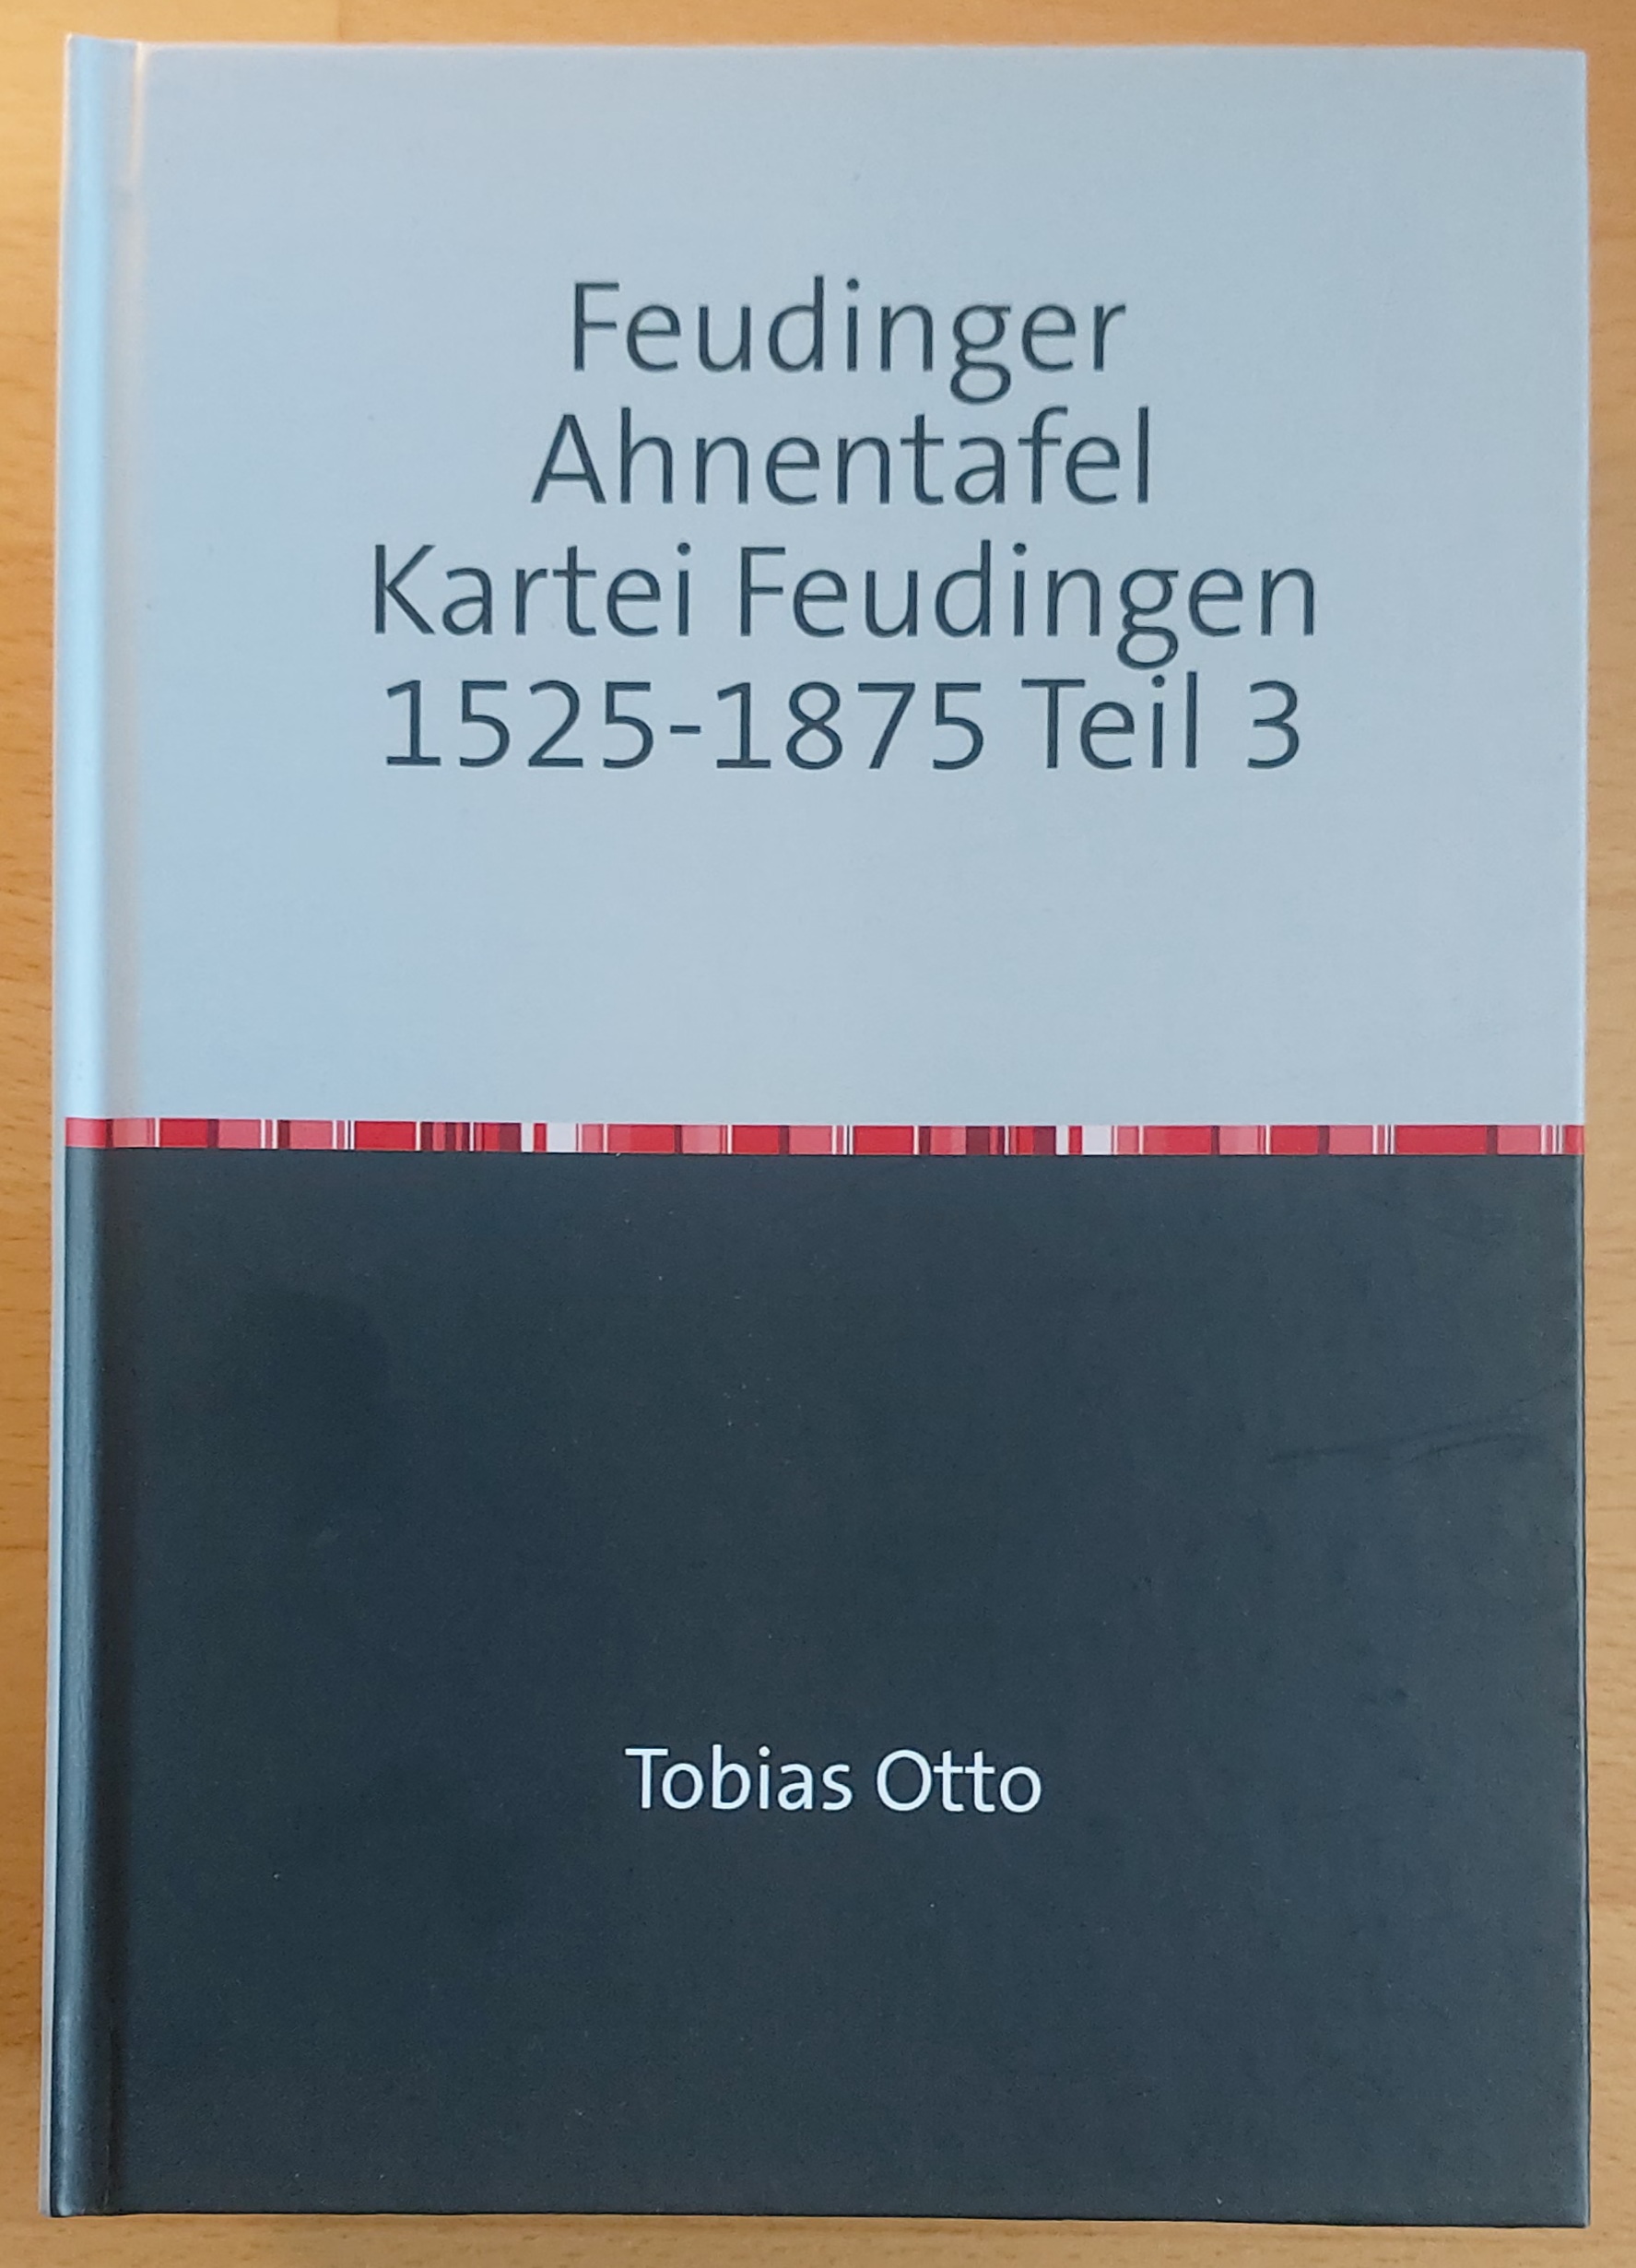 Feudinger
Ahnentafel
Kartei Feudingen
1525-1875 Teil 3
Tobias Otto